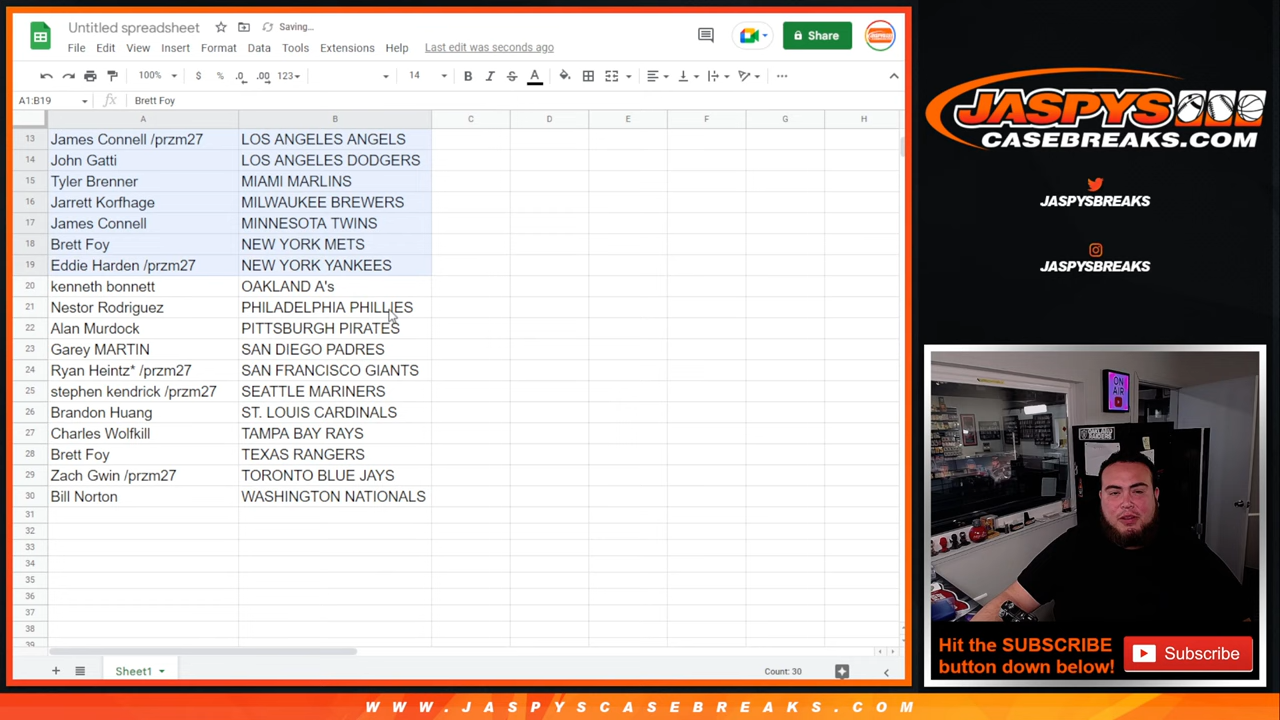 Untitled spreadsheet Saving...
File Edit View Insert Format Data Tools Extensions Help Last edit was seconds ago
Share
100% $ % .0 .00 123 14 B I S A
A1:B19 fx Brett Foy
A B C D E F G H
13 James Connell /przm27 LOS ANGELES ANGELS
14 John Gatti LOS ANGELES DODGERS
15 Tyler Brenner MIAMI MARLINS
16 Jarrett Korfhage MILWAUKEE BREWERS
17 James Connell MINNESOTA TWINS
18 Brett Foy NEW YORK METS
19 Eddie Harden /przm27 NEW YORK YANKEES
20 kenneth bonnett OAKLAND A's
21 Nestor Rodriguez PHILADELPHIA PHILLIES
22 Alan Murdock PITTSBURGH PIRATES
23 Garey MARTIN SAN DIEGO PADRES
24 Ryan Heintz* /przm27 SAN FRANCISCO GIANTS
25 stephen kendrick /przm27 SEATTLE MARINERS
26 Brandon Huang ST. LOUIS CARDINALS
27 Charles Wolfkill TAMPA BAY RAYS
28 Brett Foy TEXAS RANGERS
29 Zach Gwin /przm27 TORONTO BLUE JAYS
30 Bill Norton WASHINGTON NATIONALS
31
32
33
34
35
36
37
38
39
Sheet1 Count: 30
JASPYS
CASEBREAKS.COM
JASPYSBREAKS
JASPYSBREAKS
ON
AIR
Hit the SUBSCRIBE
button down below!
Subscribe
WWW.JASPYSCASEBREAKS.COM